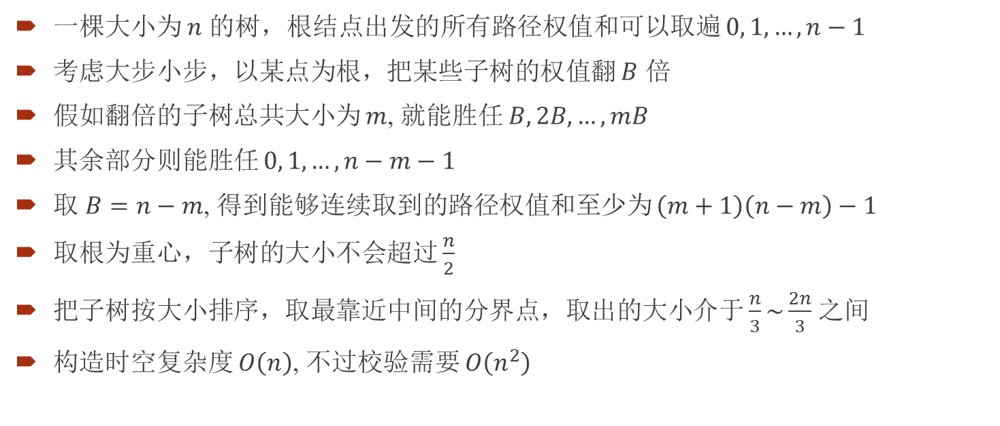 一棵大小为 n 的树，根结点出发的所有路径权值和可以取遍 0, 1, …, n − 1
考虑大步小步，以某点为根，把某些子树的权值翻 B 倍
假如翻倍的子树总共大小为 m, 就能胜任 B, 2B, …, mB
其余部分则能胜任 0, 1, …, n − m − 1
取 B = n − m, 得到能够连续取到的路径权值和至少为 (m + 1)(n − m) − 1
取根为重心，子树的大小不会超过 n/2
把子树按大小排序，取最靠近中间的分界点，取出的大小介于 n/3 ~ 2n/3 之间
构造时空复杂度 O(n), 不过校验需要 O(n²)